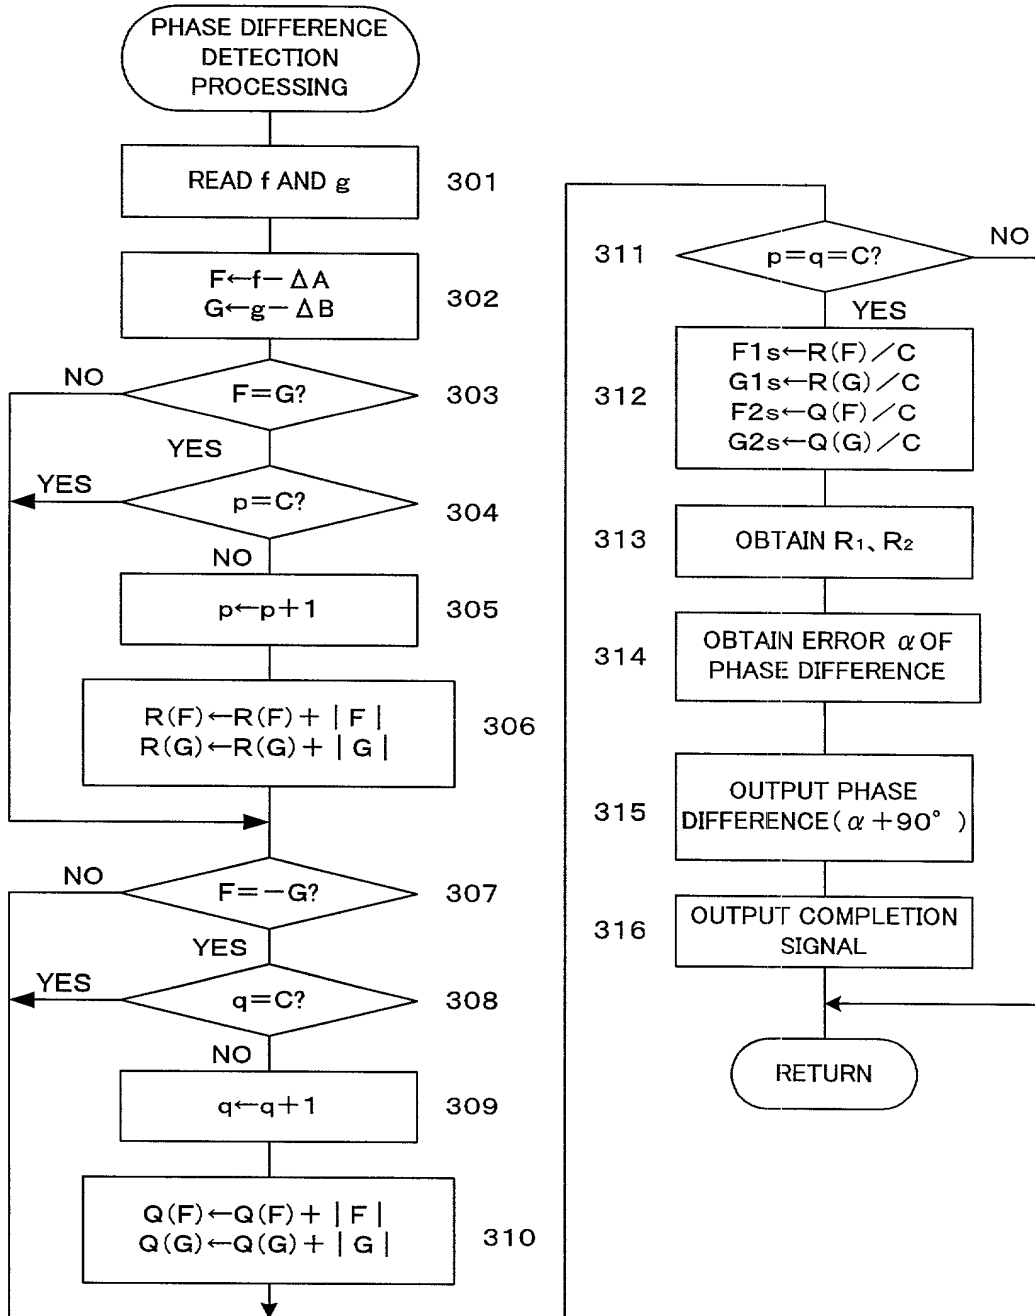 PHASE DIFFERENCE
DETECTION
PROCESSING
READ f AND g
301
F←f−ΔA
G←g−ΔB
302
F=G?
303
NO
YES
p=C?
304
YES
NO
p←p+1
305
R(F)←R(F)+|F|
R(G)←R(G)+|G|
306
F=−G?
307
NO
YES
q=C?
308
YES
NO
q←q+1
309
Q(F)←Q(F)+|F|
Q(G)←Q(G)+|G|
310
p=q=C?
311
NO
YES
F1s←R(F)/C
G1s←R(G)/C
F2s←Q(F)/C
G2s←Q(G)/C
312
OBTAIN R₁、R₂
313
OBTAIN ERROR α OF
PHASE DIFFERENCE
314
OUTPUT PHASE
DIFFERENCE(α+90°)
315
OUTPUT COMPLETION
SIGNAL
316
RETURN